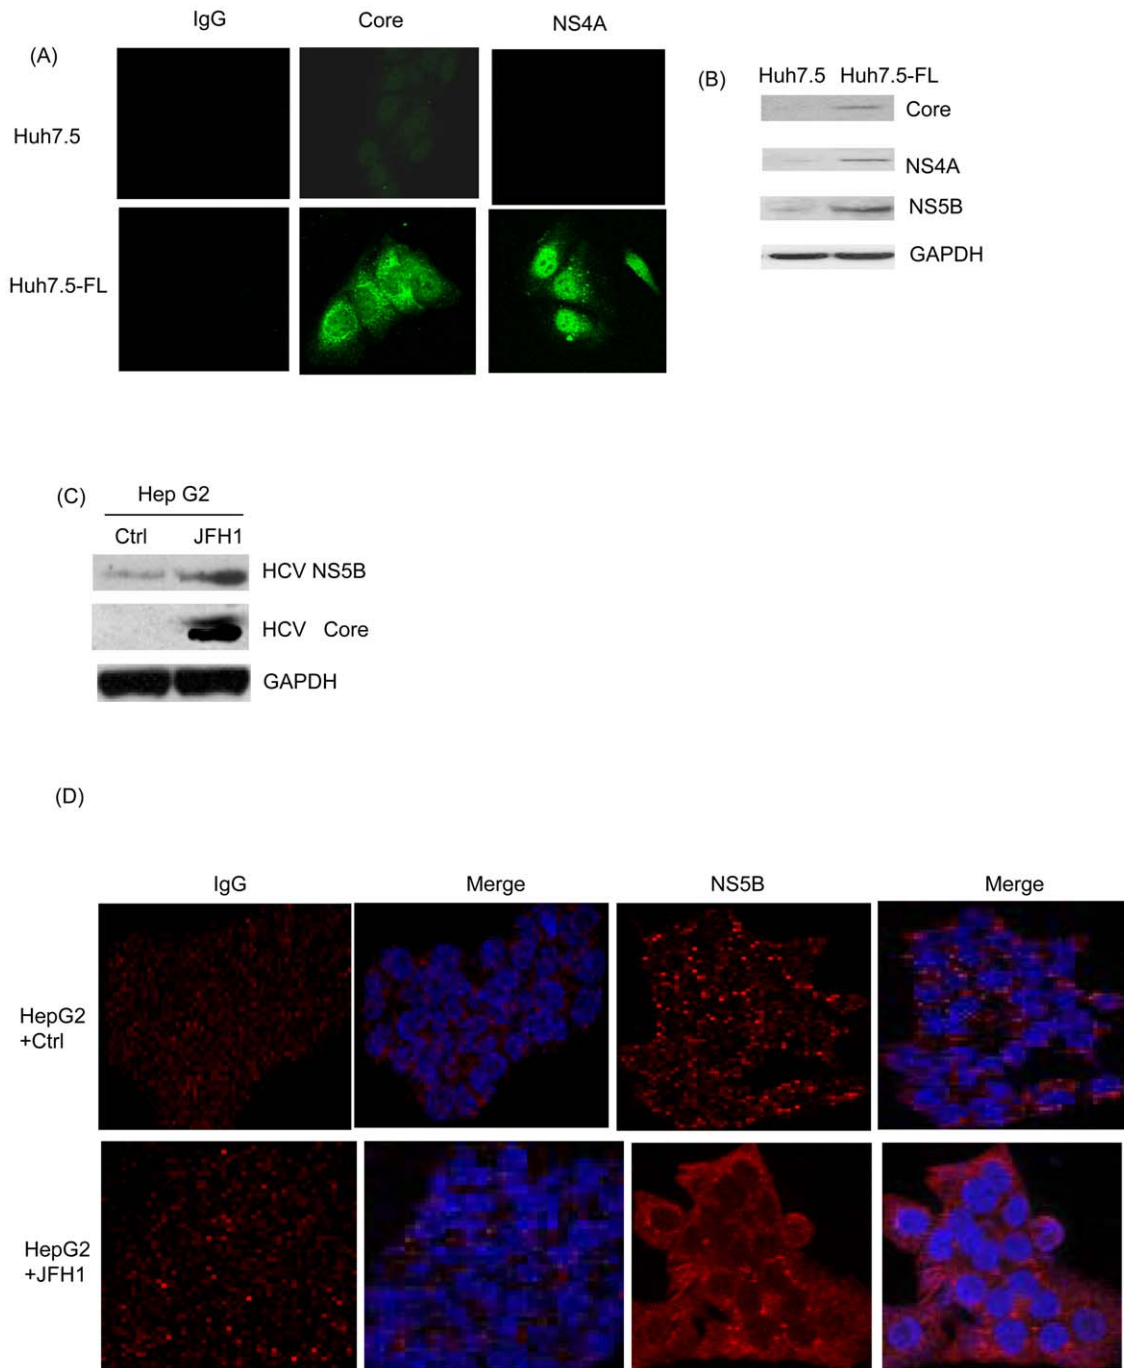 IgG Core NS4A
(A)
Huh7.5
Huh7.5-FL
(B)
Huh7.5 Huh7.5-FL
Core
NS4A
NS5B
GAPDH
(C)
Hep G2
Ctrl JFH1
HCV NS5B
HCV Core
GAPDH
(D)
IgG Merge NS5B Merge
HepG2
+Ctrl
HepG2
+JFH1